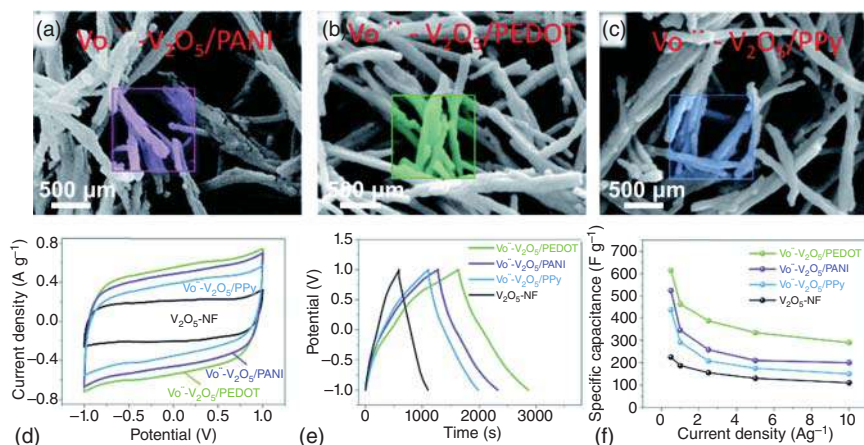 (a) Vo¨-V₂O₅/PANI
500 µm
(b) Vo¨-V₂O₅/PEDOT
500 µm
(c) Vo¨-V₂O₅/PPy
500 µm
0.8
0.4
0.0
−0.4
−0.8
Current density (A g⁻¹)
Vo¨-V₂O₅/PPy
V₂O₅-NF
Vo¨-V₂O₅/PANI
Vo¨-V₂O₅/PEDOT
−1.0 −0.5 0.0 0.5 1.0
Potential (V)
(d)
1.5
1.0
0.5
0.0
−0.5
−1.0
Potential (V)
Vo¨-V₂O₅/PEDOT
Vo¨-V₂O₅/PANI
Vo¨-V₂O₅/PPy
V₂O₅-NF
0 1000 2000 3000
Time (s)
(e)
700
600
500
400
300
200
100
0
Specific capacitance (F g⁻¹)
Vo¨-V₂O₅/PEDOT
Vo¨-V₂O₅/PANI
Vo¨-V₂O₅/PPy
V₂O₅-NF
0 2 4 6 8 10
Current density (Ag⁻¹)
(f)